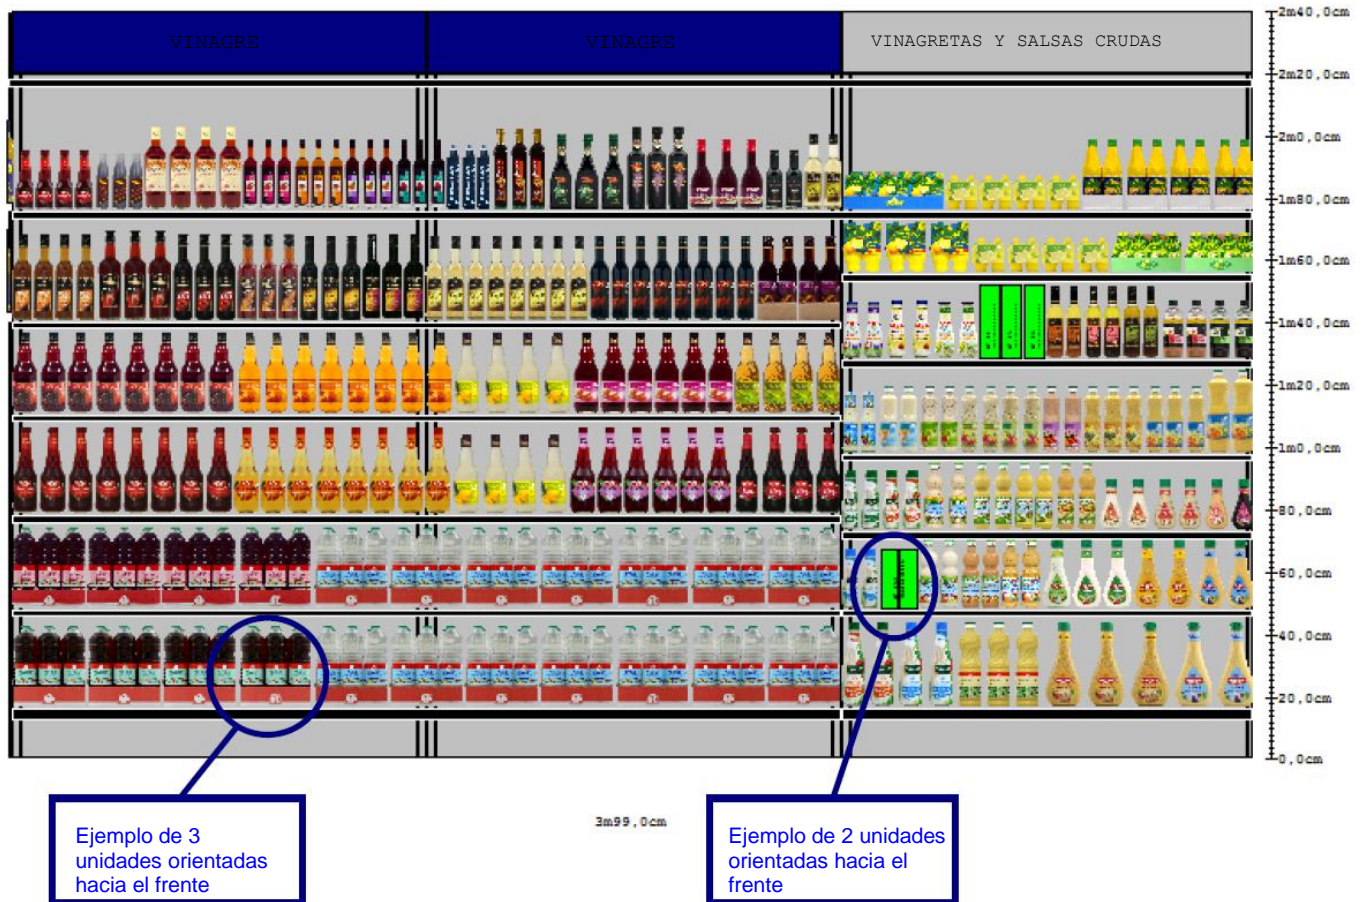 VINAGRE
VINAGRE
VINAGRETAS Y SALSAS CRUDAS
2m40,0cm
2m20,0cm
2m0,0cm
1m80,0cm
1m60,0cm
1m40,0cm
1m20,0cm
1m0,0cm
80,0cm
60,0cm
40,0cm
20,0cm
0,0cm
3m99,0cm
Ejemplo de 3
unidades orientadas
hacia el frente
Ejemplo de 2 unidades
orientadas hacia el
frente